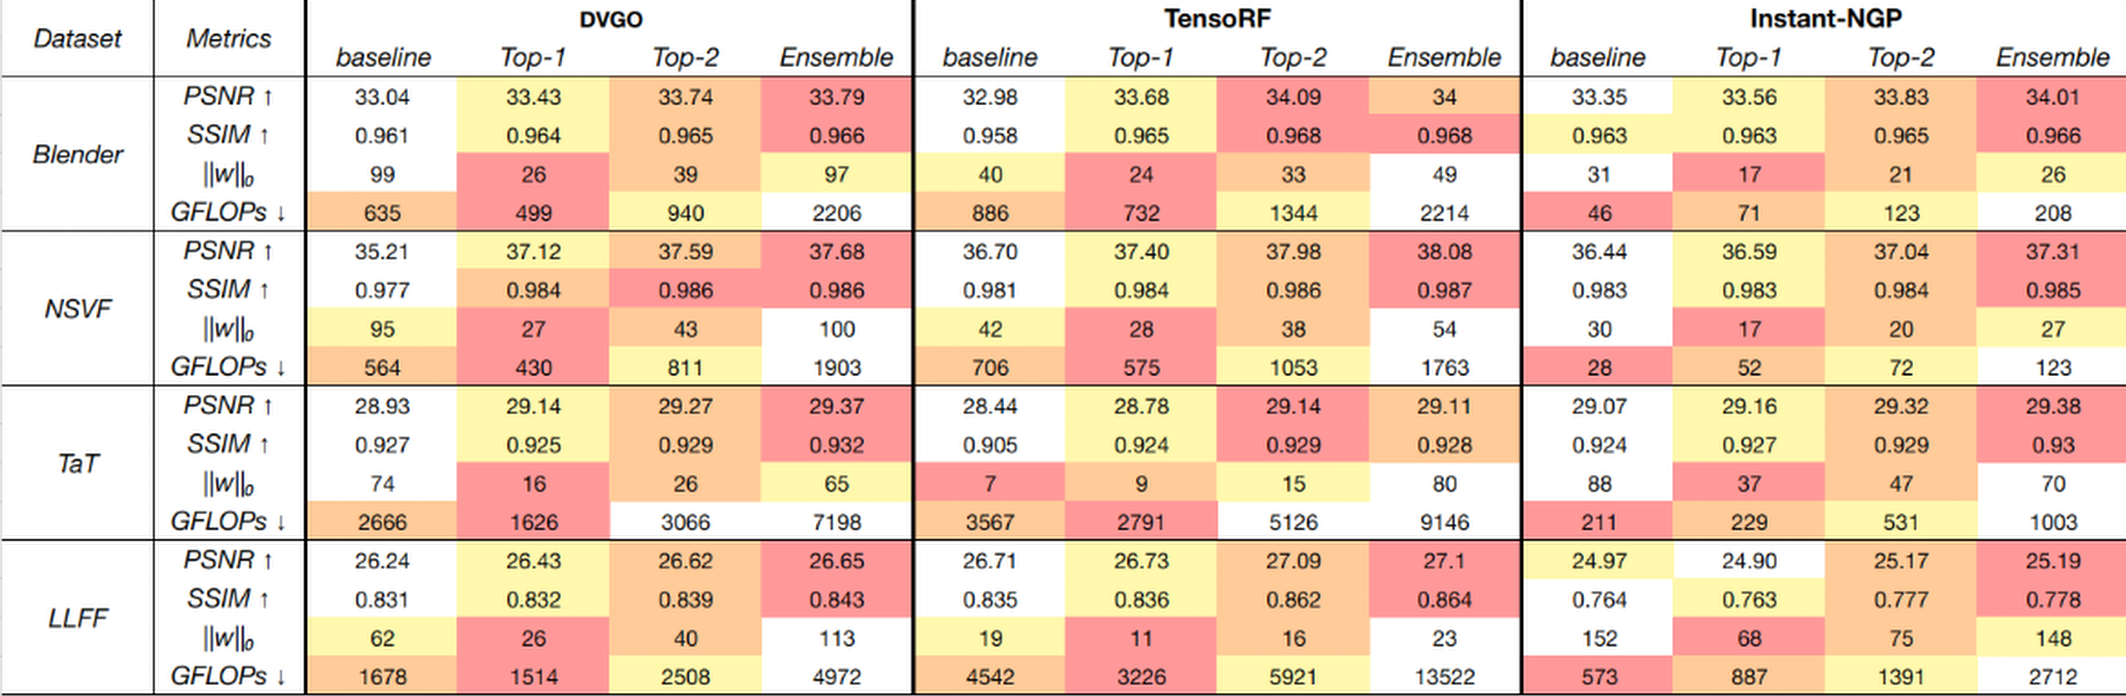 Dataset Metrics DVGO TensoRF Instant-NGP
baseline Top-1 Top-2 Ensemble baseline Top-1 Top-2 Ensemble baseline Top-1 Top-2 Ensemble
Blender
PSNR ↑ 33.04 33.43 33.74 33.79 32.98 33.68 34.09 34 33.35 33.56 33.83 34.01
SSIM ↑ 0.961 0.964 0.965 0.966 0.958 0.965 0.968 0.968 0.963 0.963 0.965 0.966
||w||₀ 99 26 39 97 40 24 33 49 31 17 21 26
GFLOPs ↓ 635 499 940 2206 886 732 1344 2214 46 71 123 208
NSVF
PSNR ↑ 35.21 37.12 37.59 37.68 36.70 37.40 37.98 38.08 36.44 36.59 37.04 37.31
SSIM ↑ 0.977 0.984 0.986 0.986 0.981 0.984 0.986 0.987 0.983 0.983 0.984 0.985
||w||₀ 95 27 43 100 42 28 38 54 30 17 20 27
GFLOPs ↓ 564 430 811 1903 706 575 1053 1763 28 52 72 123
TaT
PSNR ↑ 28.93 29.14 29.27 29.37 28.44 28.78 29.14 29.11 29.07 29.16 29.32 29.38
SSIM ↑ 0.927 0.925 0.929 0.932 0.905 0.924 0.929 0.928 0.924 0.927 0.929 0.93
||w||₀ 74 16 26 65 7 9 15 80 88 37 47 70
GFLOPs ↓ 2666 1626 3066 7198 3567 2791 5126 9146 211 229 531 1003
LLFF
PSNR ↑ 26.24 26.43 26.62 26.65 26.71 26.73 27.09 27.1 24.97 24.90 25.17 25.19
SSIM ↑ 0.831 0.832 0.839 0.843 0.835 0.836 0.862 0.864 0.764 0.763 0.777 0.778
||w||₀ 62 26 40 113 19 11 16 23 152 68 75 148
GFLOPs ↓ 1678 1514 2508 4972 4542 3226 5921 13522 573 887 1391 2712